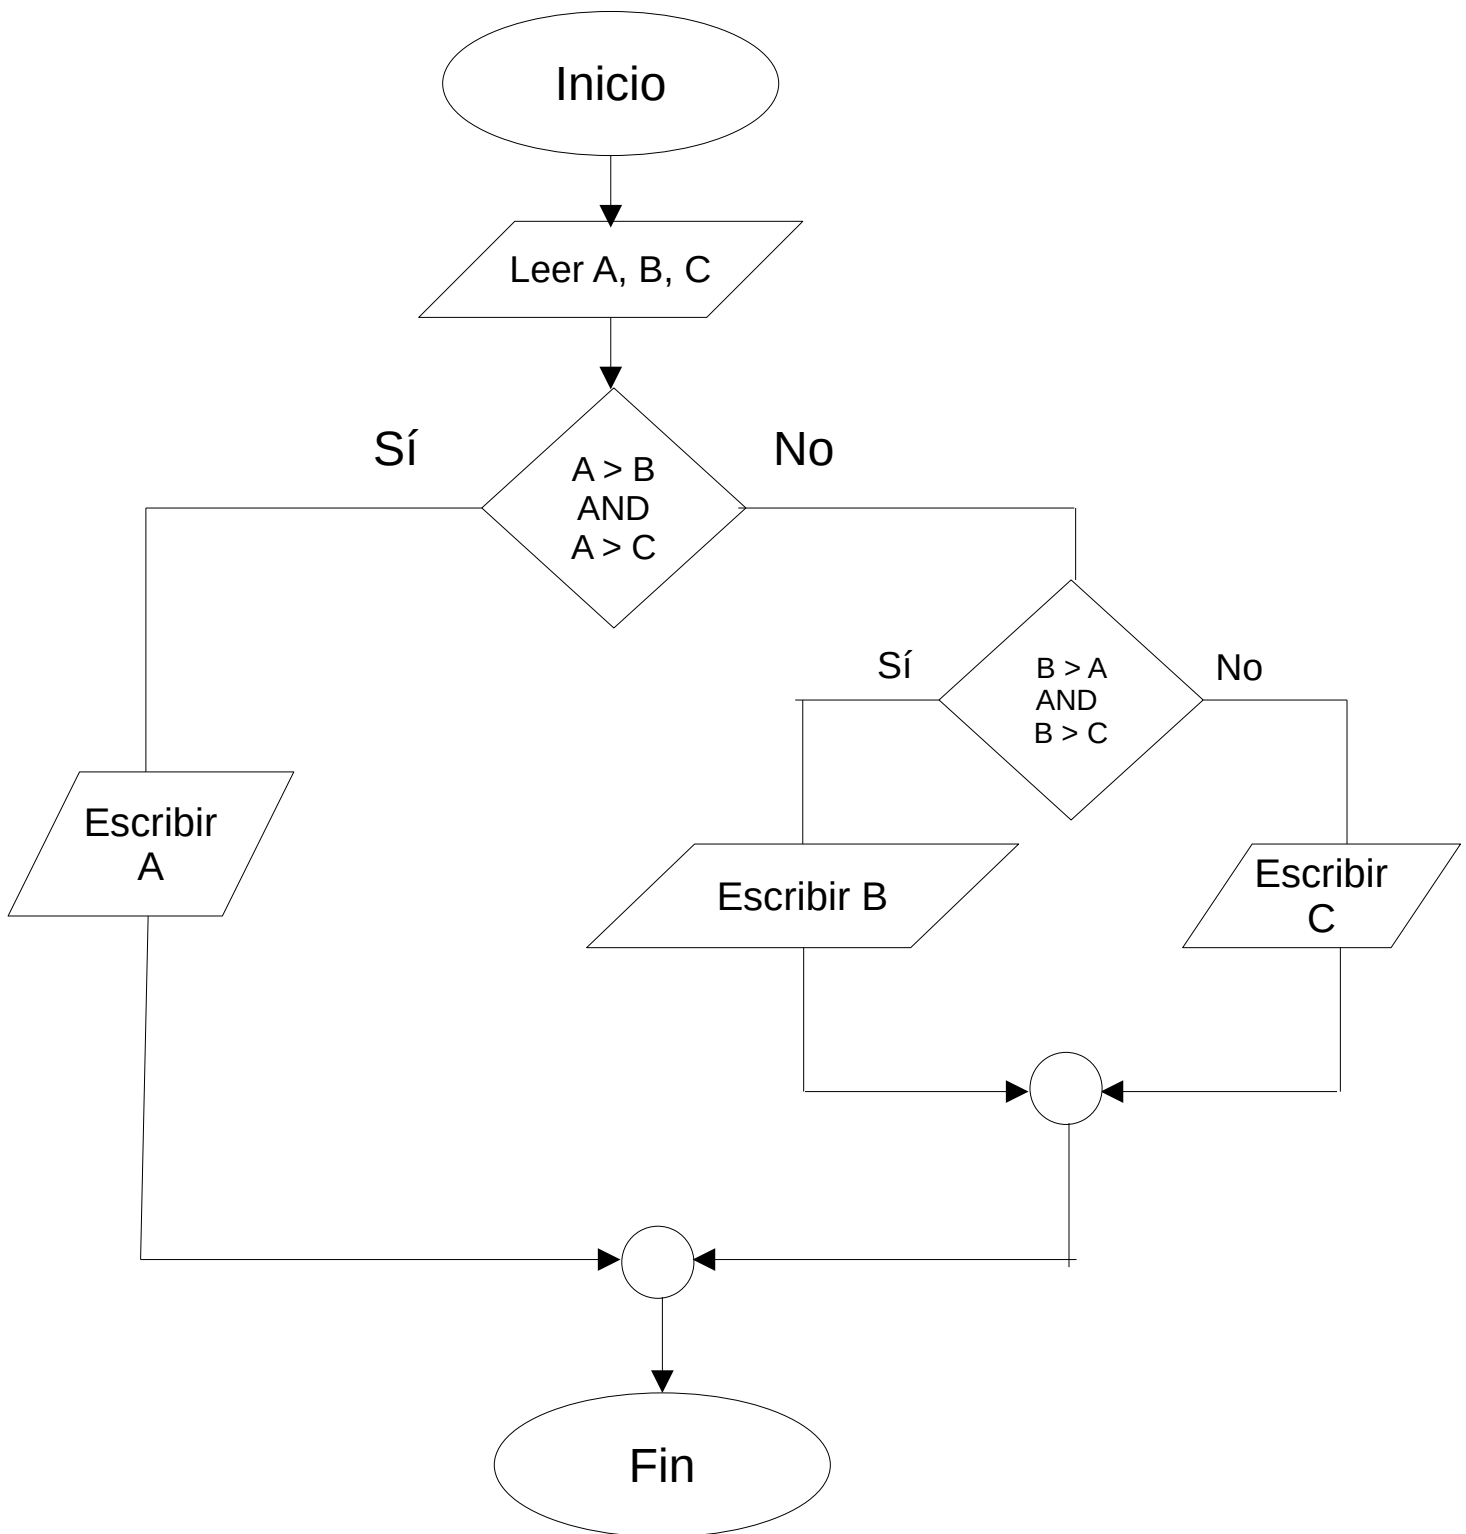 Inicio
Leer A, B, C
Sí
No
A > B
AND
A > C
Sí
No
B > A
AND
B > C
Escribir
A
Escribir B
Escribir
C
Fin